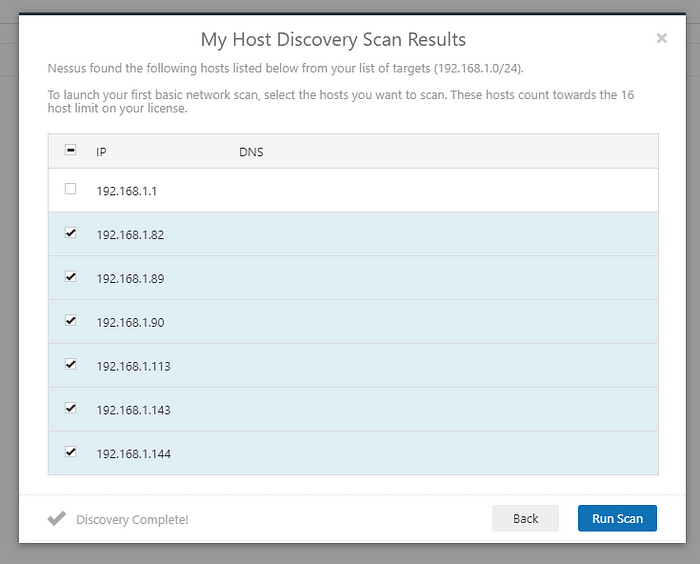 My Host Discovery Scan Results
Nessus found the following hosts listed below from your list of targets (192.168.1.0/24).
To launch your first basic network scan, select the hosts you want to scan. These hosts count towards the 16
host limit on your license.
IP DNS
192.168.1.1
192.168.1.82
192.168.1.89
192.168.1.90
192.168.1.113
192.168.1.143
192.168.1.144
Discovery Complete! Back Run Scan